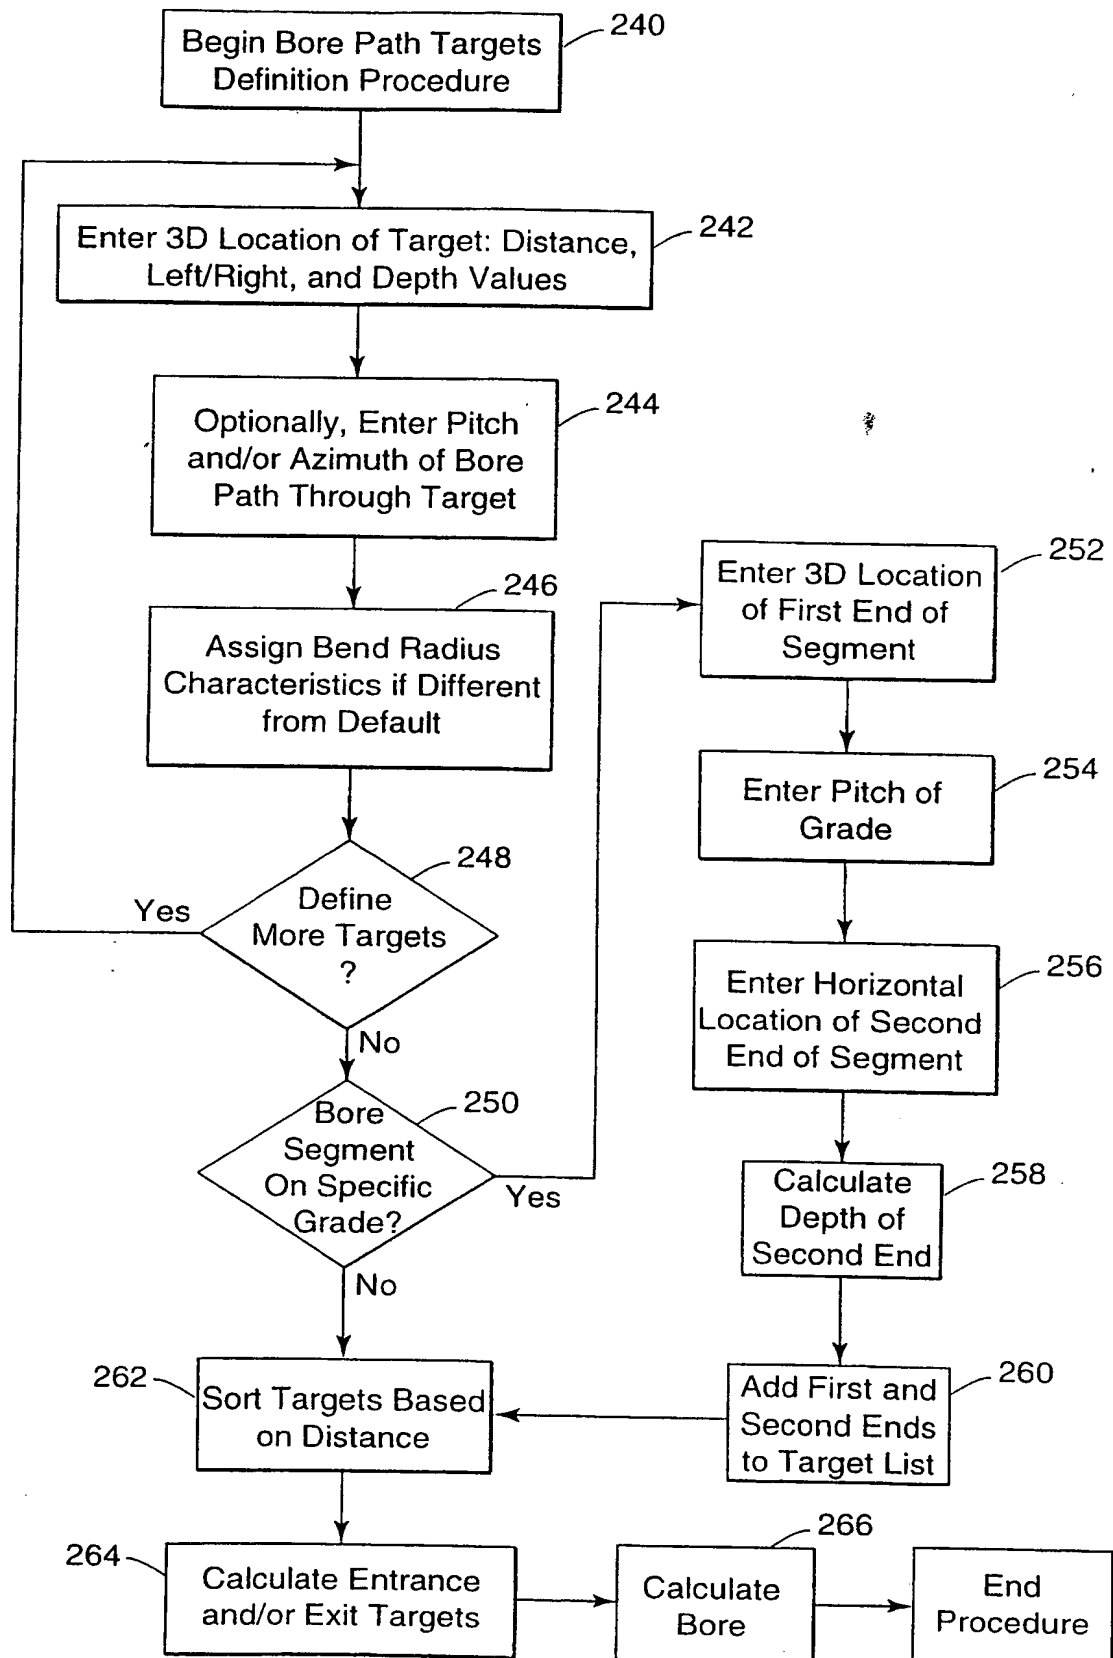 Begin Bore Path Targets
Definition Procedure
240
Enter 3D Location of Target: Distance,
Left/Right, and Depth Values
242
Optionally, Enter Pitch
and/or Azimuth of Bore
Path Through Target
244
246
Assign Bend Radius
Characteristics if Different
from Default
248
Define
More Targets
?
Yes
No
250
Bore
Segment
On Specific
Grade?
Yes
No
252
Enter 3D Location
of First End of
Segment
254
Enter Pitch of
Grade
256
Enter Horizontal
Location of Second
End of Segment
258
Calculate
Depth of
Second End
260
Add First and
Second Ends
to Target List
262
Sort Targets Based
on Distance
264
Calculate Entrance
and/or Exit Targets
266
Calculate
Bore
End
Procedure